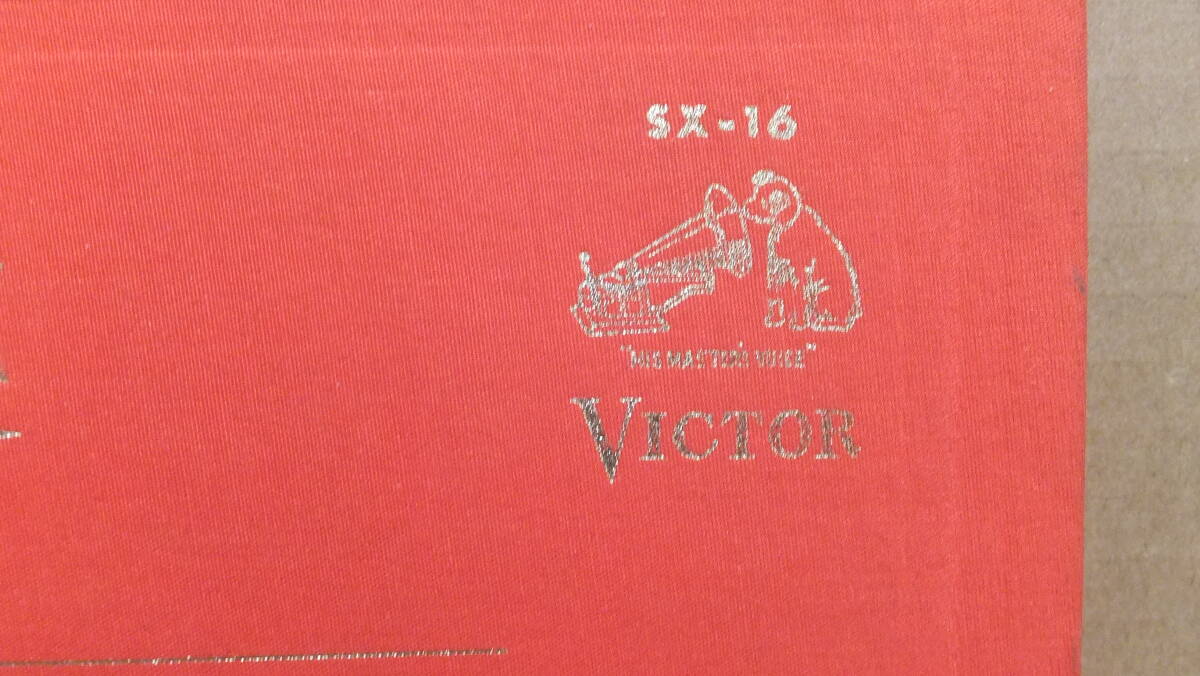 SX-16
"HIS MASTER'S VOICE"
VICTOR